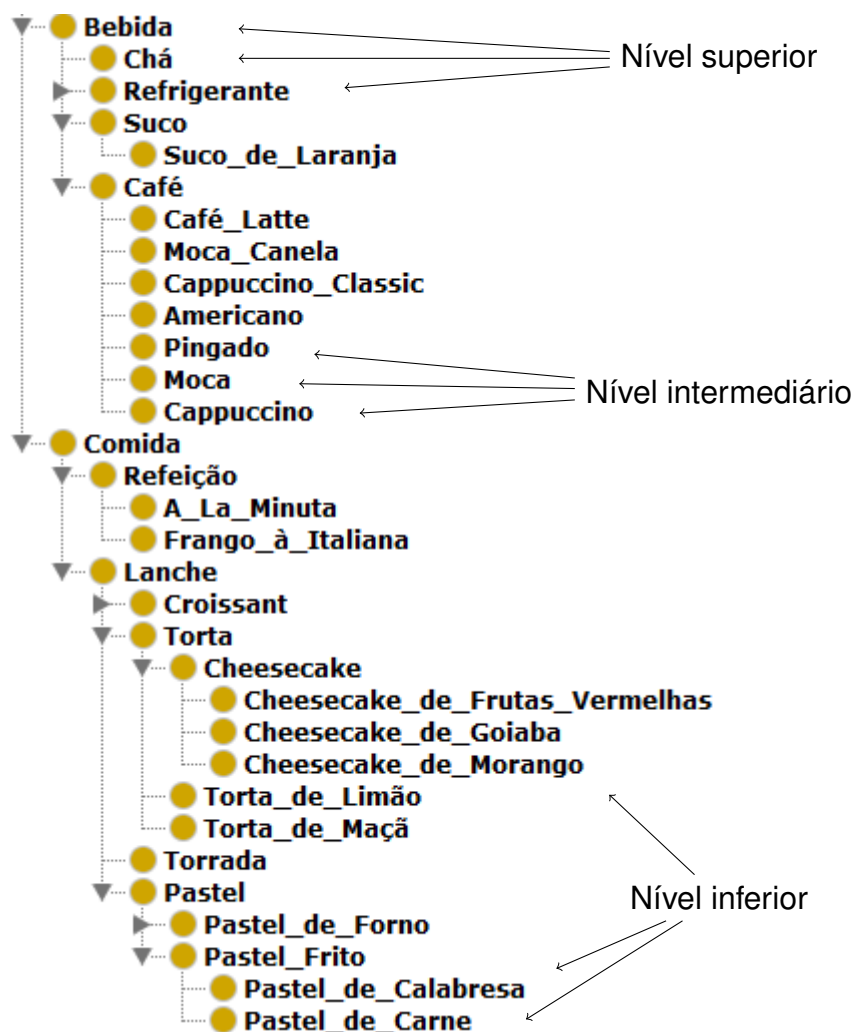 Bebida
Nível superior
Chá
Refrigerante
Suco
Suco_de_Laranja
Café
Café_Latte
Moca_Canela
Cappuccino_Classic
Americano
Pingado
Moca
Nível intermediário
Cappuccino
Comida
Refeição
A_La_Minuta
Frango_à_Italiana
Lanche
Croissant
Torta
Cheesecake
Cheesecake_de_Frutas_Vermelhas
Cheesecake_de_Goiaba
Cheesecake_de_Morango
Torta_de_Limão
Torta_de_Maçã
Torrada
Pastel
Nível inferior
Pastel_de_Forno
Pastel_Frito
Pastel_de_Calabresa
Pastel_de_Carne